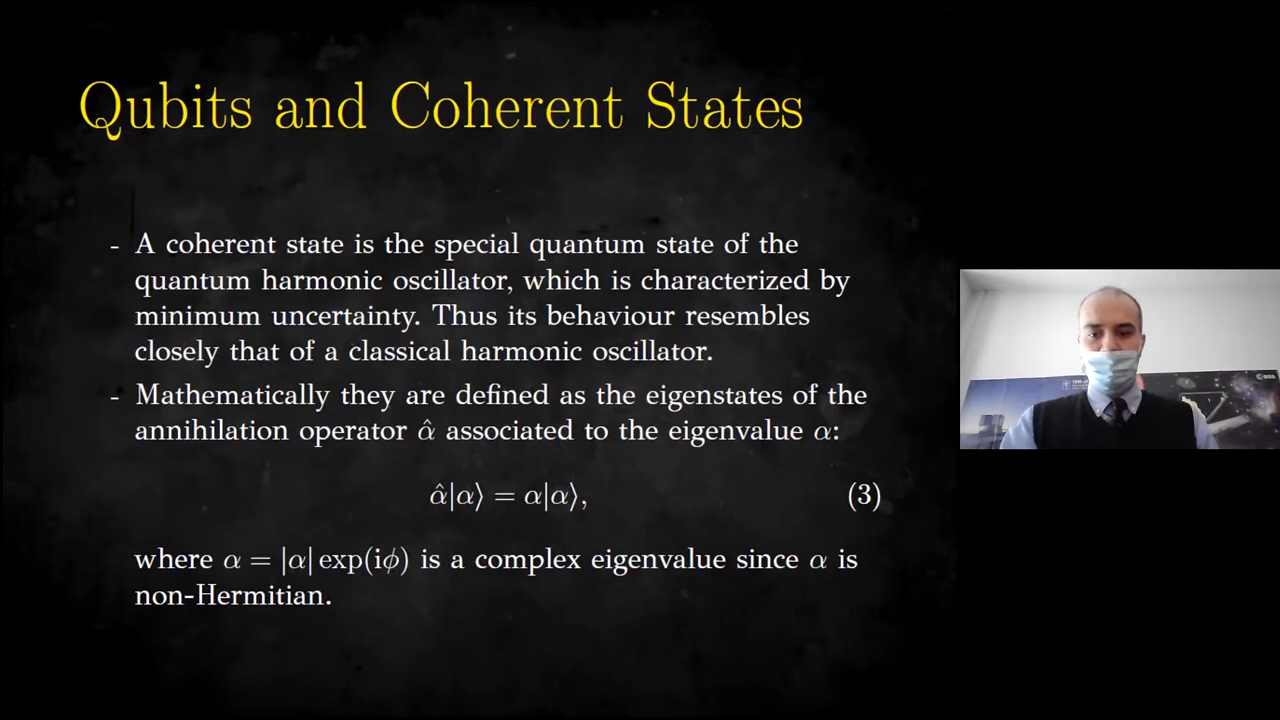 Qubits and Coherent States
- A coherent state is the special quantum state of the
quantum harmonic oscillator, which is characterized by
minimum uncertainty. Thus its behaviour resembles
closely that of a classical harmonic oscillator.
- Mathematically they are defined as the eigenstates of the
annihilation operator α̂ associated to the eigenvalue α:
α̂|α⟩ = α|α⟩, (3)
where α = |α| exp(iϕ) is a complex eigenvalue since α is
non-Hermitian.
esa